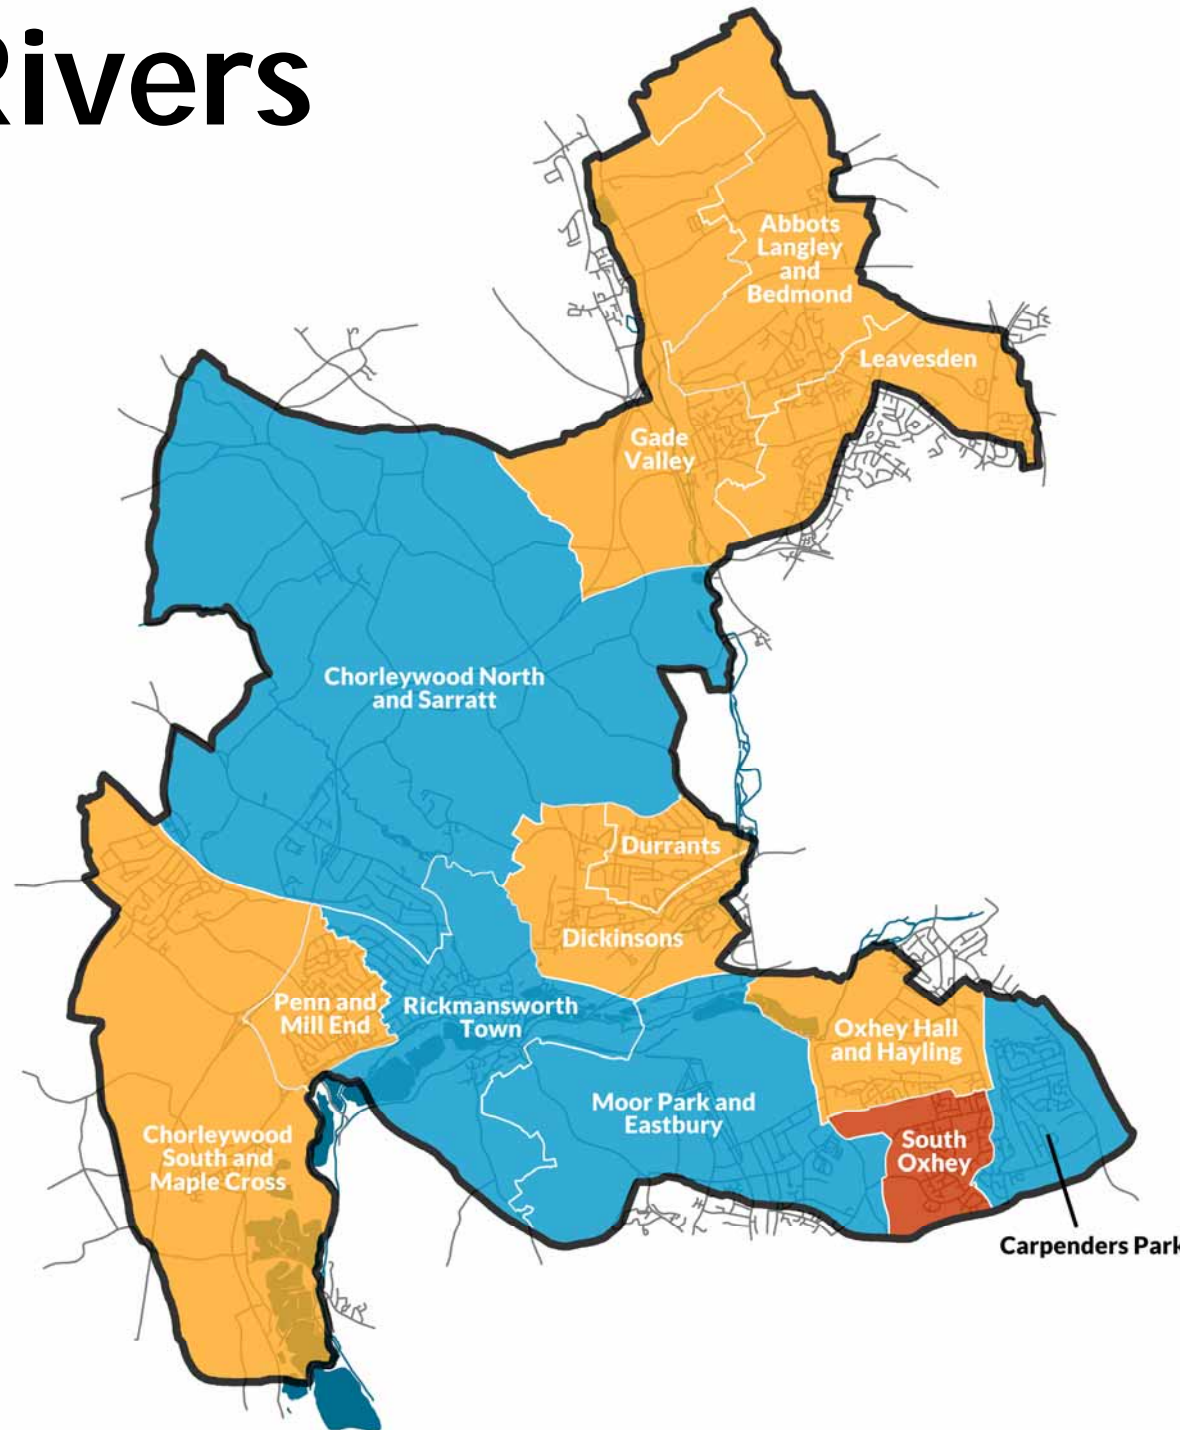 Rivers
Abbots
Langley
and
Bedmond
Leavesden
Gade
Valley
Chorleywood North
and Sarratt
Durrants
Dickinsons
Penn and
Mill End
Rickmansworth
Town
Oxhey Hall
and Hayling
Moor Park and
Eastbury
South
Oxhey
Chorleywood
South and
Maple Cross
Carpenders Park